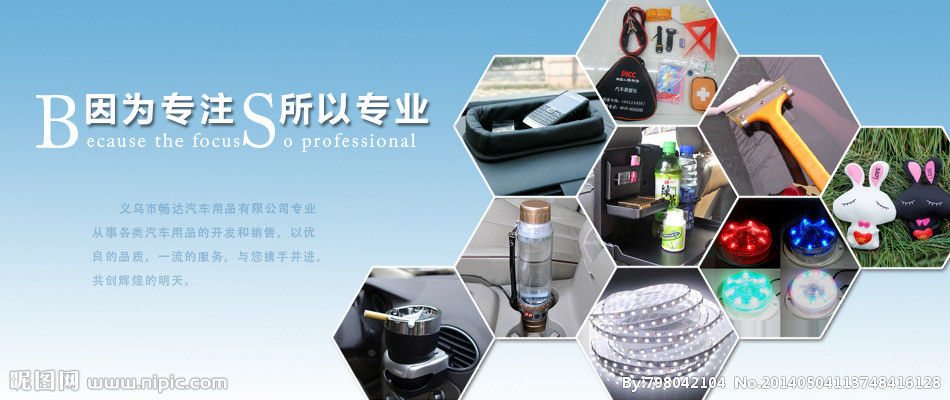 因为专注 所以专业
Because the focus So professional
义乌市畅达汽车用品有限公司专业
从事各类汽车用品的开发和销售，以优
良的品质，一流的服务，与您携手并进，
共创辉煌的明天。
PICC
昵图网 www.nipic.com
By:798042104 No.20140504113748416128